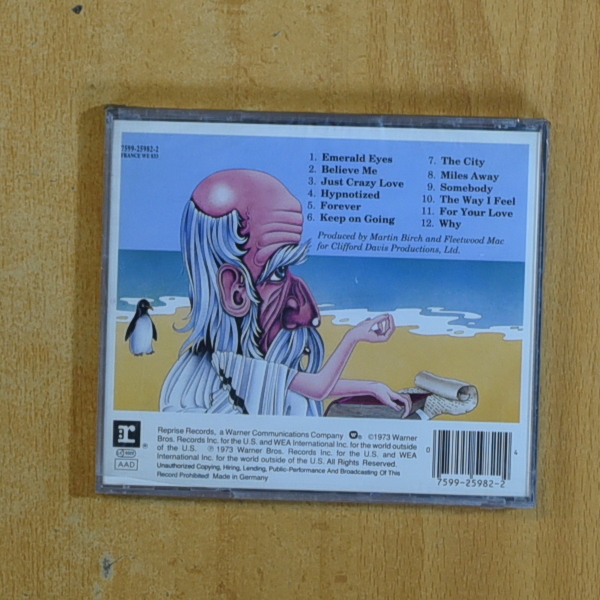 7599-25982-2
FRANCE WE 833
1. Emerald Eyes
2. Believe Me
3. Just Crazy Love
4. Hypnotized
5. Forever
6. Keep on Going
7. The City
8. Miles Away
9. Somebody
10. The Way I Feel
11. For Your Love
12. Why
Produced by Martin Birch and Fleetwood Mac
for Clifford Davis Productions, Ltd.
r ®
AAD
Reprise Records, a Warner Communications Company ®. ©1973 Warner
Bros. Records Inc. for the U.S. and WEA International Inc. for the world outside
of the U.S. ℗ 1973 Warner Bros. Records Inc. for the U.S. and WEA
International Inc. for the world outside of the U.S. All Rights Reserved.
Unauthorized Copying, Hiring, Lending, Public-Performance And Broadcasting Of This
Record Prohibited! Made in Germany
0 4
7599-25982-2